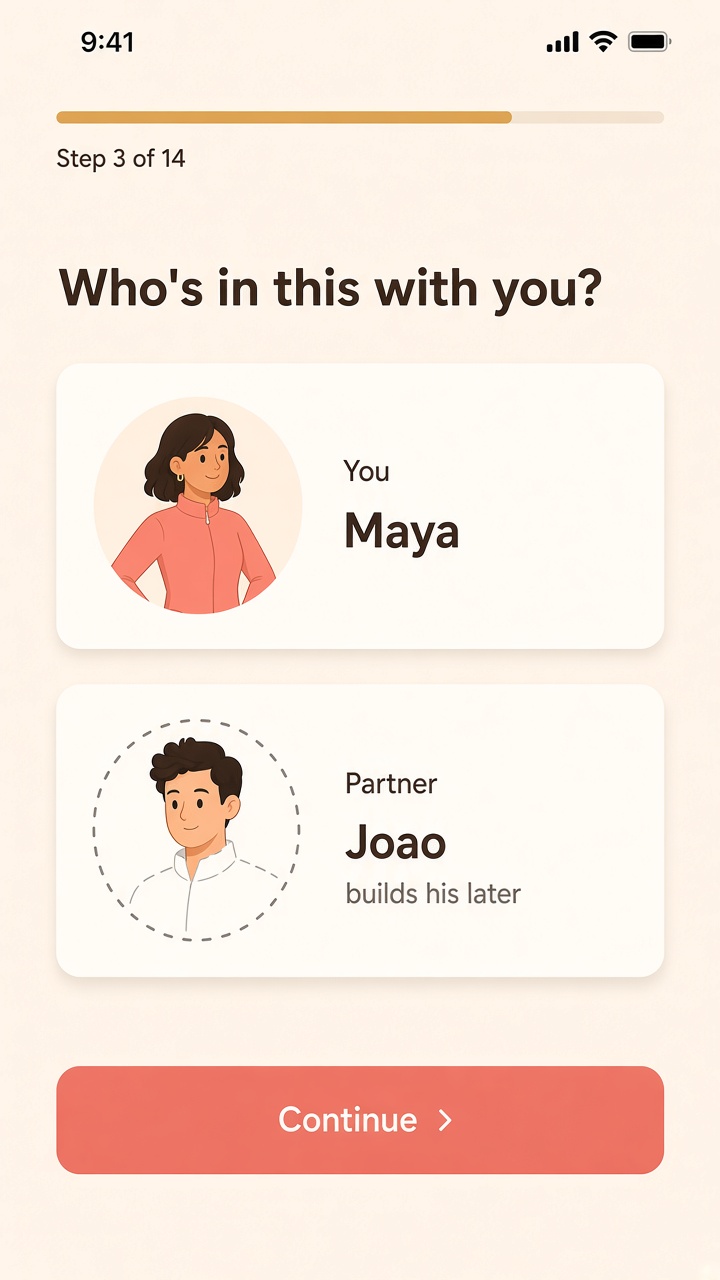 9:41
Step 3 of 14
Who's in this with you?
You
Maya
Partner
Joao
builds his later
Continue